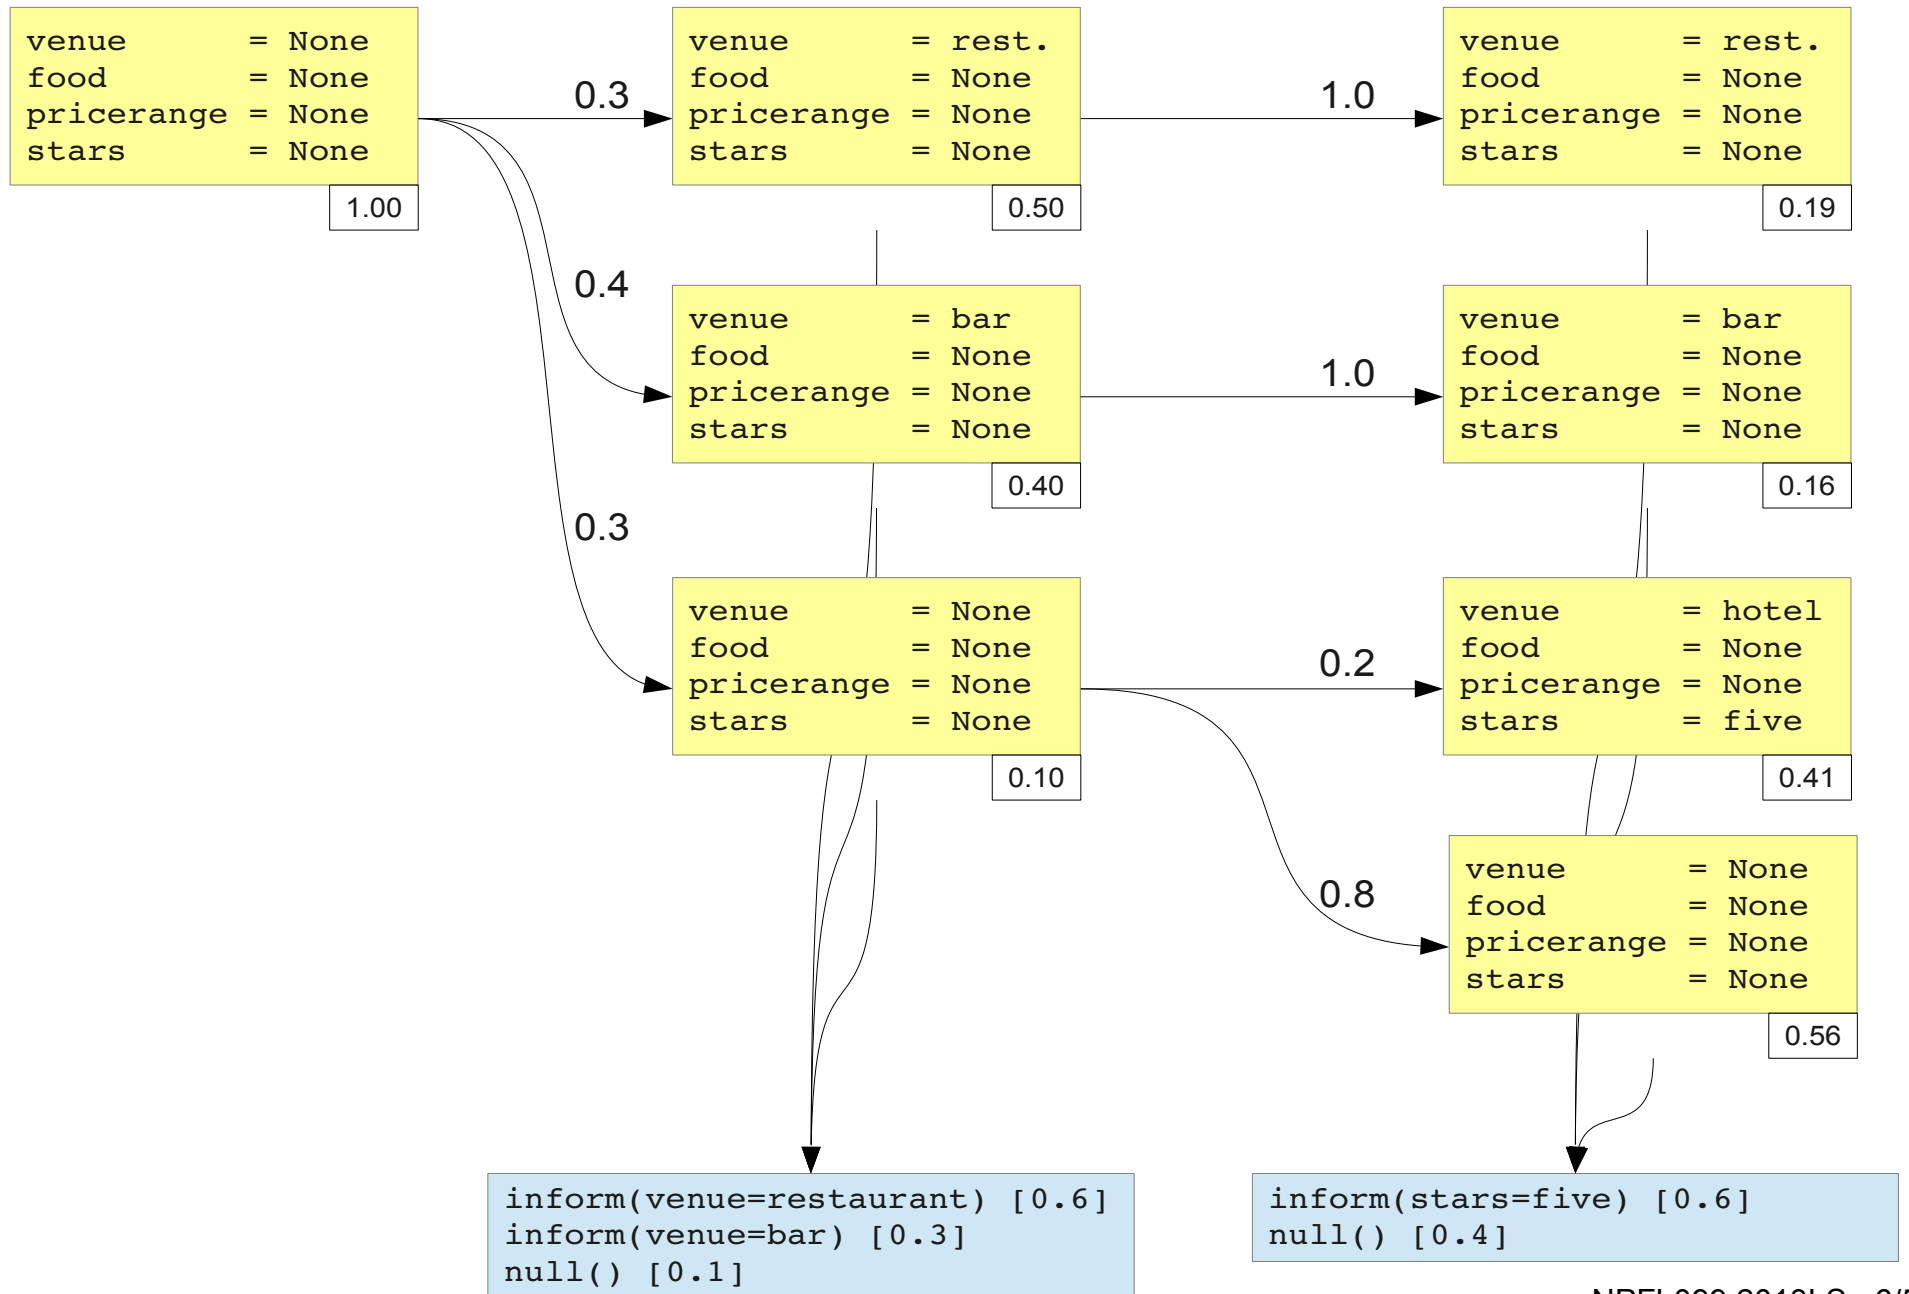 venue = None
food = None
pricerange = None
stars = None
1.00
0.3
0.4
0.3
venue = rest.
food = None
pricerange = None
stars = None
0.50
1.0
venue = rest.
food = None
pricerange = None
stars = None
0.19
venue = bar
food = None
pricerange = None
stars = None
0.40
1.0
venue = bar
food = None
pricerange = None
stars = None
0.16
venue = None
food = None
pricerange = None
stars = None
0.10
0.2
venue = hotel
food = None
pricerange = None
stars = five
0.41
0.8
venue = None
food = None
pricerange = None
stars = None
0.56
inform(venue=restaurant) [0.6]
inform(venue=bar) [0.3]
null() [0.1]
inform(stars=five) [0.6]
null() [0.4]